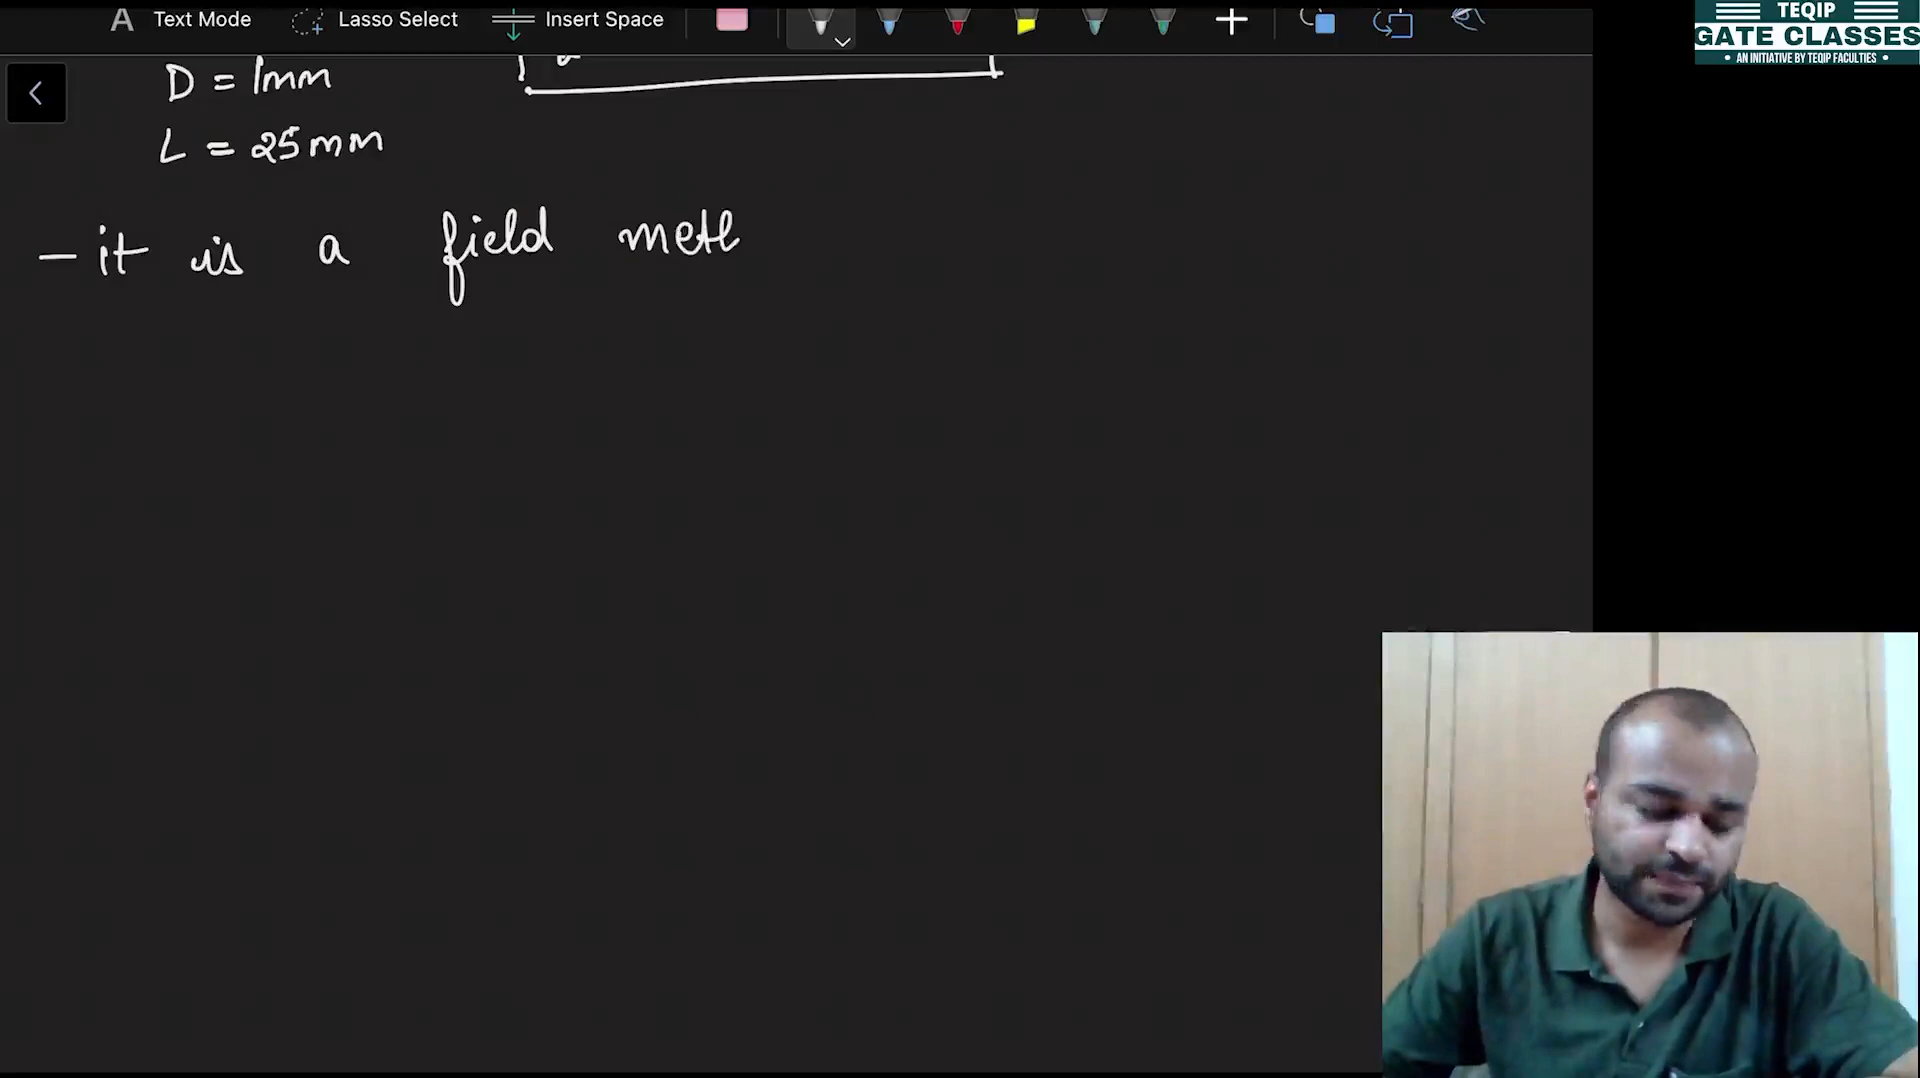 Text Mode Lasso Select Insert Space
TEQIP
GATE CLASSES
• AN INITIATIVE BY TEQIP FACULTIES •
D = 1mm
L = 25mm
- it is a field meth